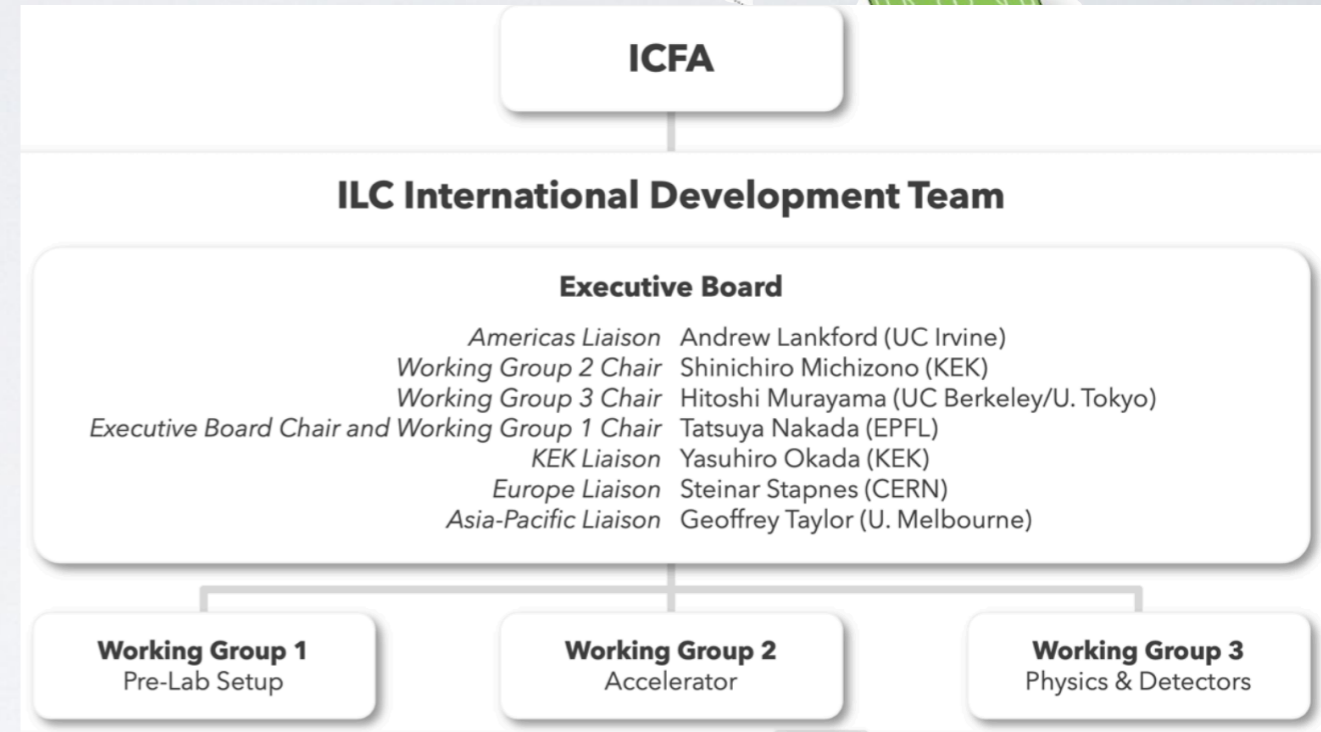 ICFA
ILC International Development Team
Executive Board
Americas Liaison Andrew Lankford (UC Irvine)
Working Group 2 Chair Shinichiro Michizono (KEK)
Working Group 3 Chair Hitoshi Murayama (UC Berkeley/U. Tokyo)
Executive Board Chair and Working Group 1 Chair Tatsuya Nakada (EPFL)
KEK Liaison Yasuhiro Okada (KEK)
Europe Liaison Steinar Stapnes (CERN)
Asia-Pacific Liaison Geoffrey Taylor (U. Melbourne)
Working Group 1
Pre-Lab Setup
Working Group 2
Accelerator
Working Group 3
Physics & Detectors